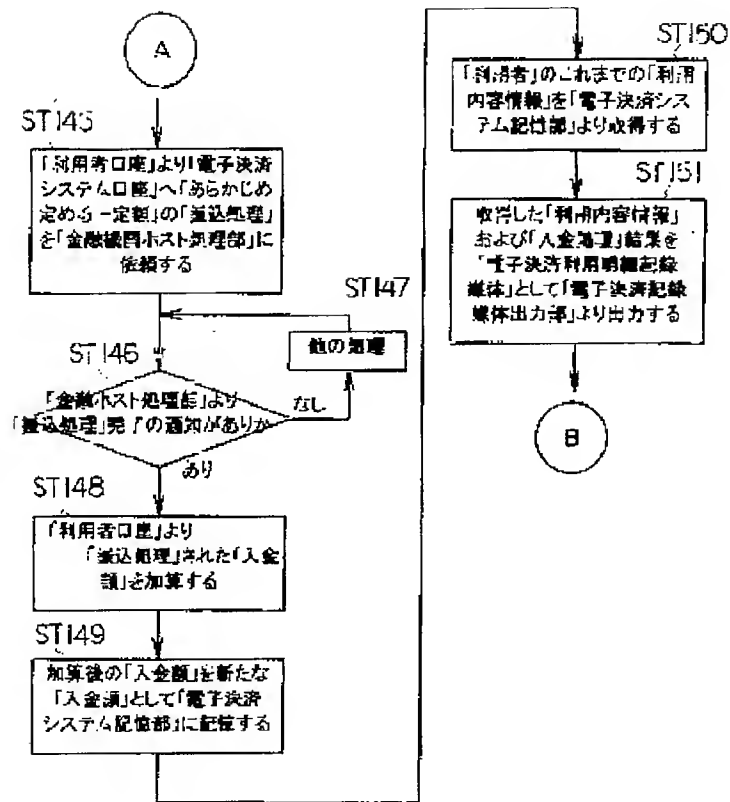 A
ST145
「利用者口座」より「電子決済
システム口座」へ「あらかじめ
定める一定額」の「振込処理」
を「金融機関ホスト処理部」に
依頼する
ST147
他の処理
ST146
「金融ホスト処理部」より
「振込処理」完了の通知がありか
なし
あり
ST148
「利用者口座」より
「振込処理」された「入金
額」を加算する
ST149
加算後の「入金額」を新たな
「入金額」として「電子決済
システム記憶部」に記憶する
ST150
「利用者」のこれまでの「利用
内容情報」を「電子決済シス
テム記憶部」より取得する
ST151
取得した「利用内容情報」
および「入金処理」結果を
「電子決済利用明細記録
媒体」として「電子決済記録
媒体出力部」より出力する
B